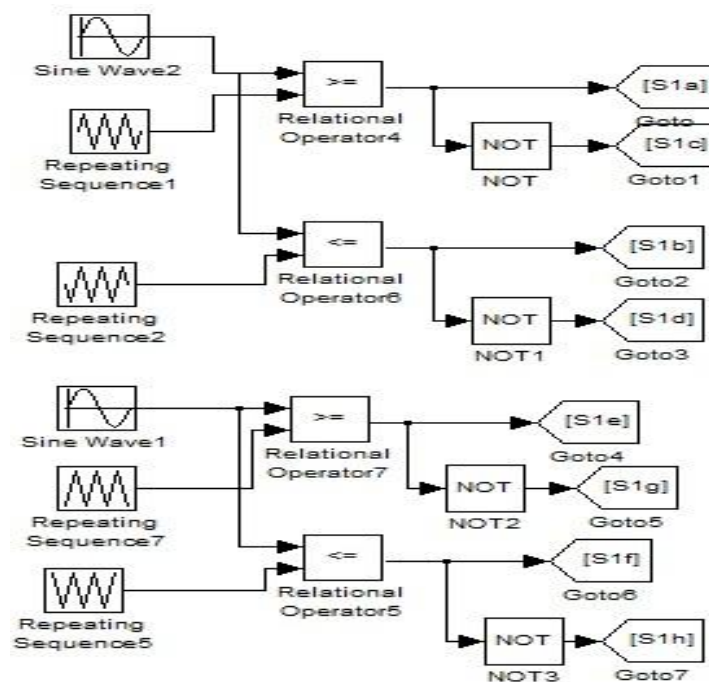 Sine Wave2
>=
[S1a]
Relational
Operator4
Goto
NOT
[S1c]
Repeating
Sequence1
NOT
Goto1
<=
[S1b]
Relational
Operator6
Goto2
Repeating
Sequence2
NOT
[S1d]
NOT1
Goto3
Sine Wave1
>=
[S1e]
Relational
Operator7
Goto4
Repeating
Sequence7
NOT
[S1g]
NOT2
Goto5
<=
[S1f]
Relational
Operator5
Goto6
Repeating
Sequence5
NOT
[S1h]
NOT3
Goto7